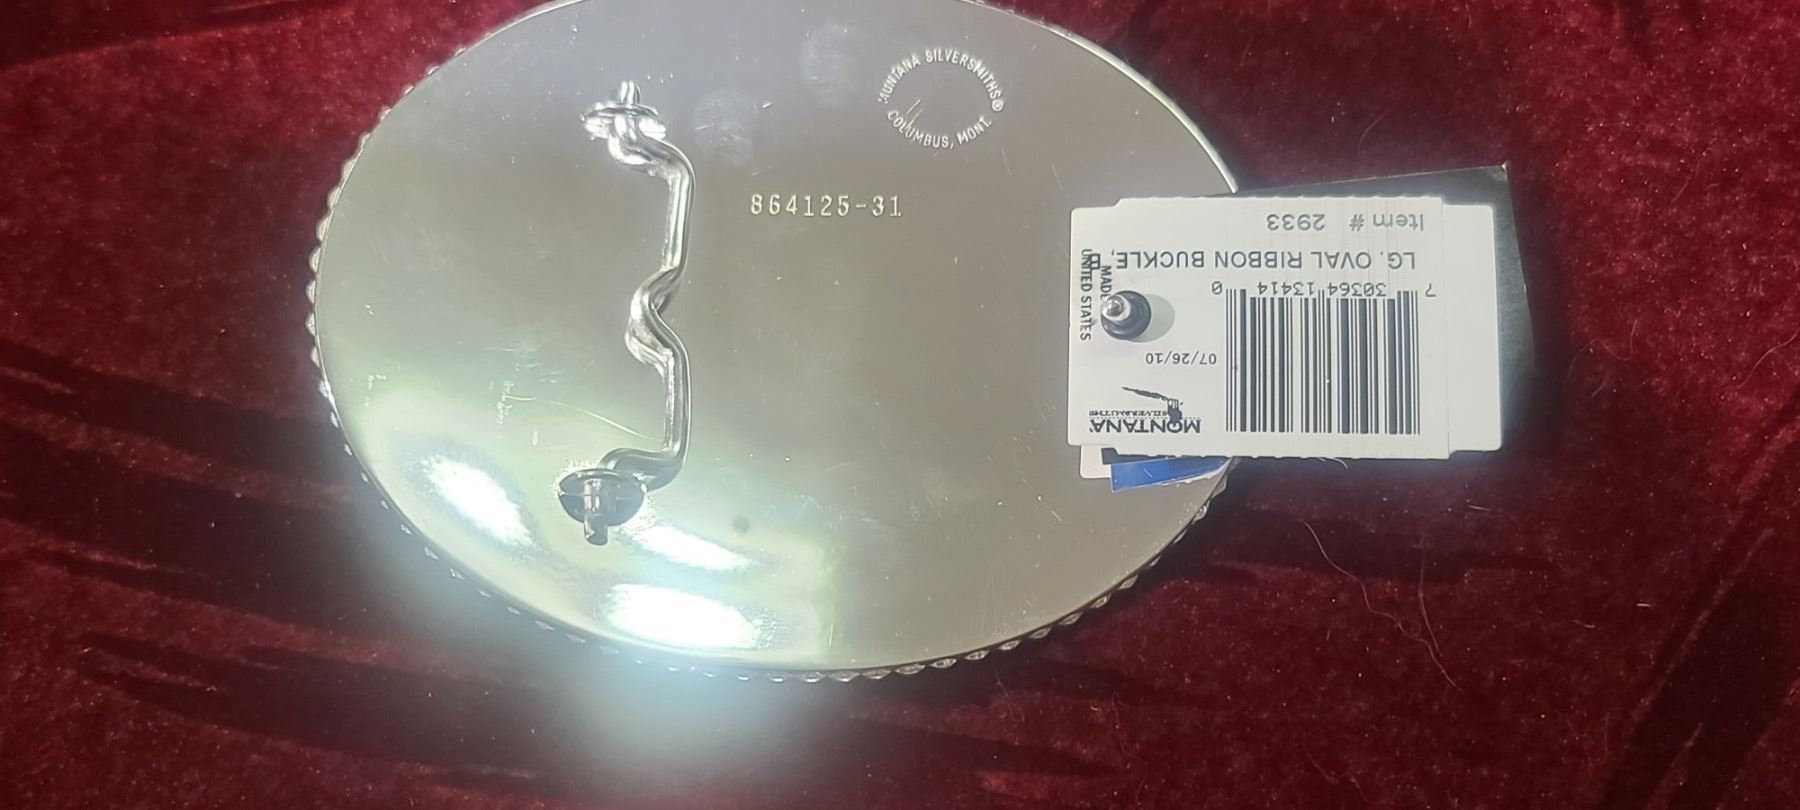 MONTANA SILVERSMITHS®
COLUMBUS, MONT.
864125-31
Item # 2933
LG. OVAL RIBBON BUCKLE,
7 30364 13414 0
07/26/10
MONTANA
SILVERSMITHS
MADE
UNITED STATES